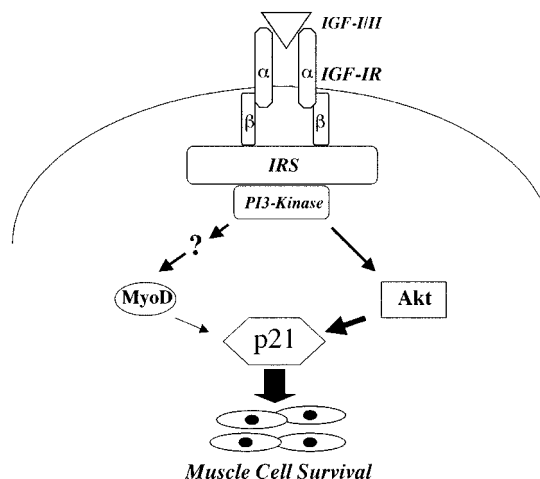 IGF-I/II
α α IGF-IR
β β
IRS
PI3-Kinase
?
MyoD Akt
p21
Muscle Cell Survival